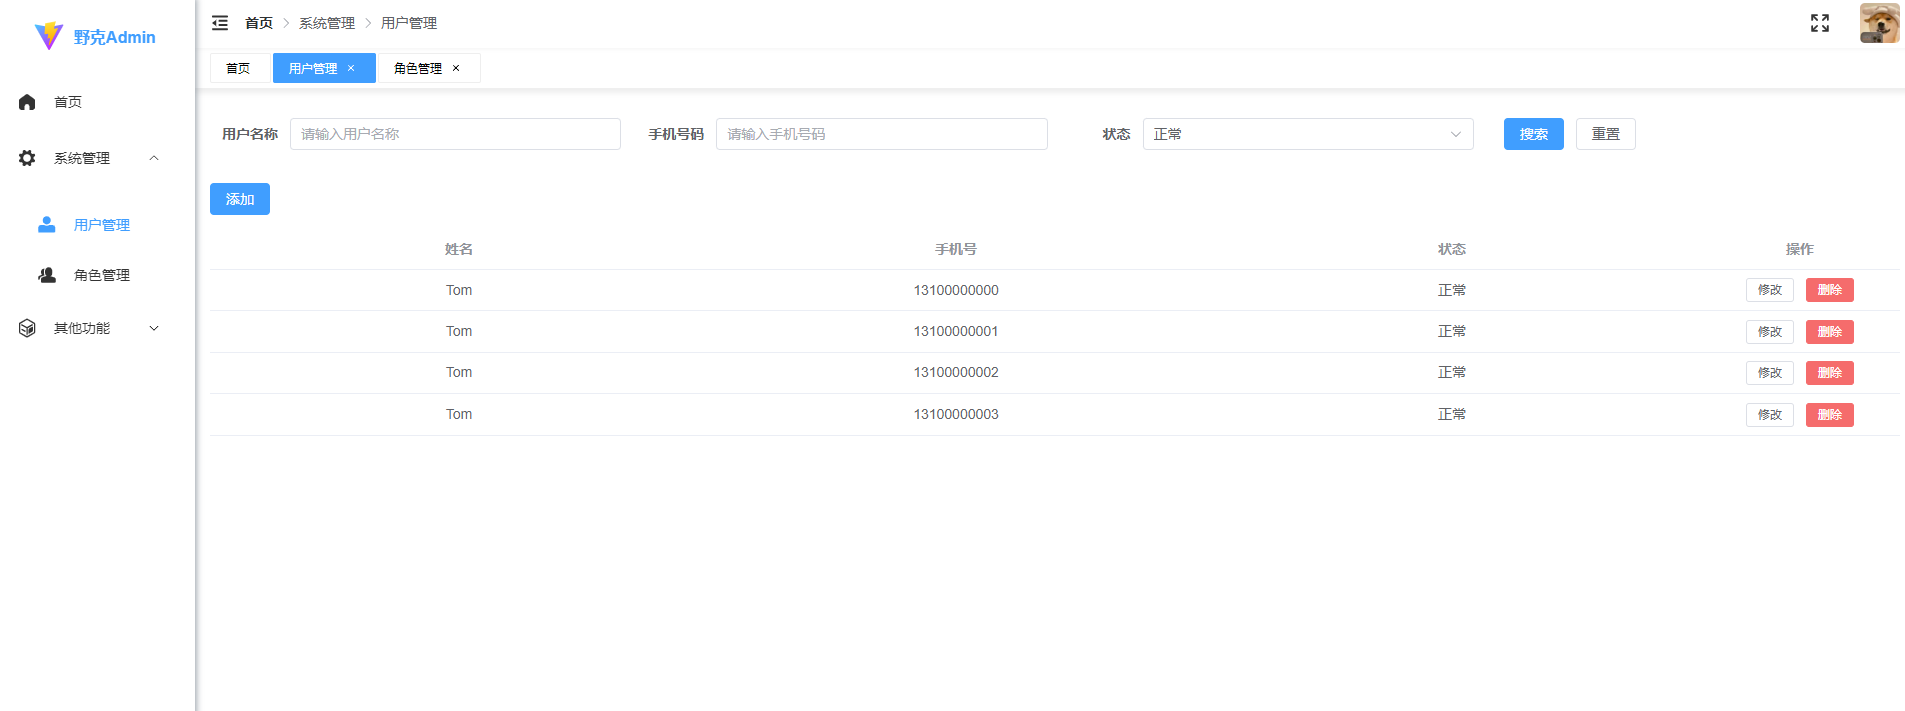 野克Admin
首页
系统管理
用户管理
角色管理
其他功能
首页 系统管理 用户管理
首页 用户管理 角色管理
用户名称 请输入用户名称 手机号码 请输入手机号码 状态 正常 搜索 重置
添加
姓名 手机号 状态 操作
Tom 13100000000 正常 修改 删除
Tom 13100000001 正常 修改 删除
Tom 13100000002 正常 修改 删除
Tom 13100000003 正常 修改 删除